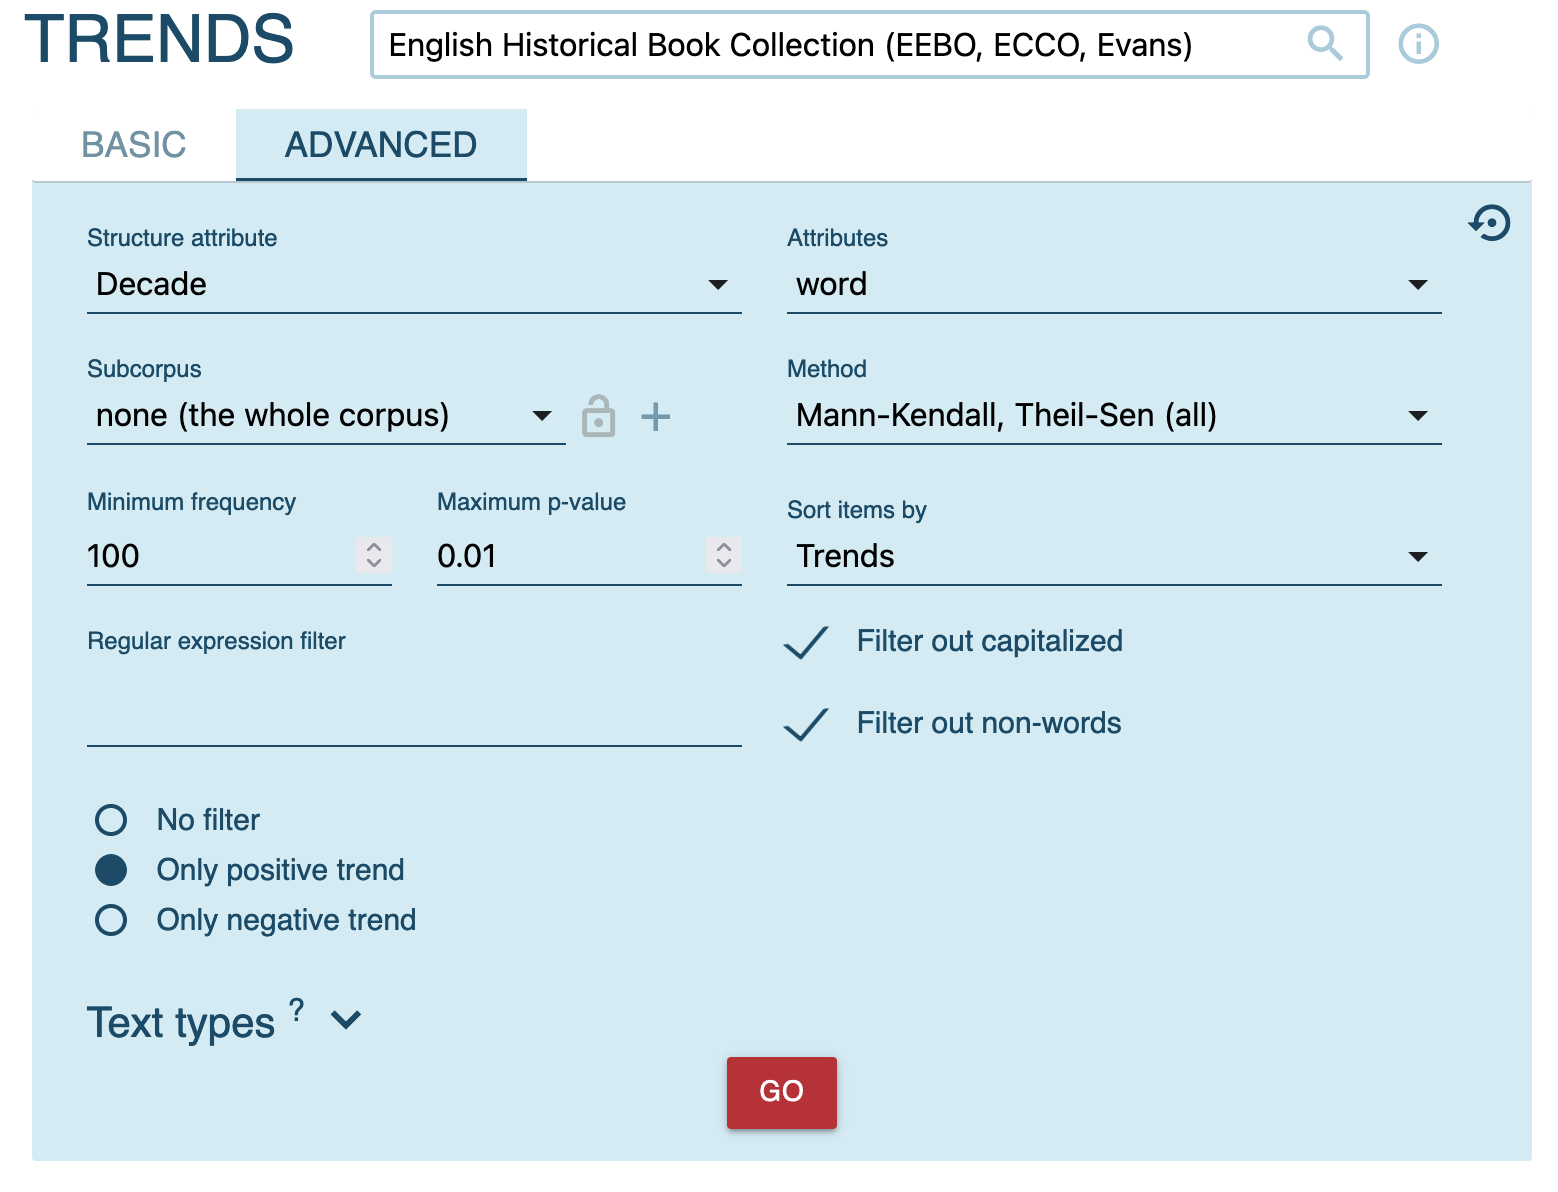 TRENDS
English Historical Book Collection (EEBO, ECCO, Evans)
BASIC
ADVANCED
Structure attribute
Decade
Attributes
word
Subcorpus
none (the whole corpus)
Method
Mann-Kendall, Theil-Sen (all)
Minimum frequency
100
Maximum p-value
0.01
Sort items by
Trends
Regular expression filter
Filter out capitalized
Filter out non-words
No filter
Only positive trend
Only negative trend
Text types ?
GO